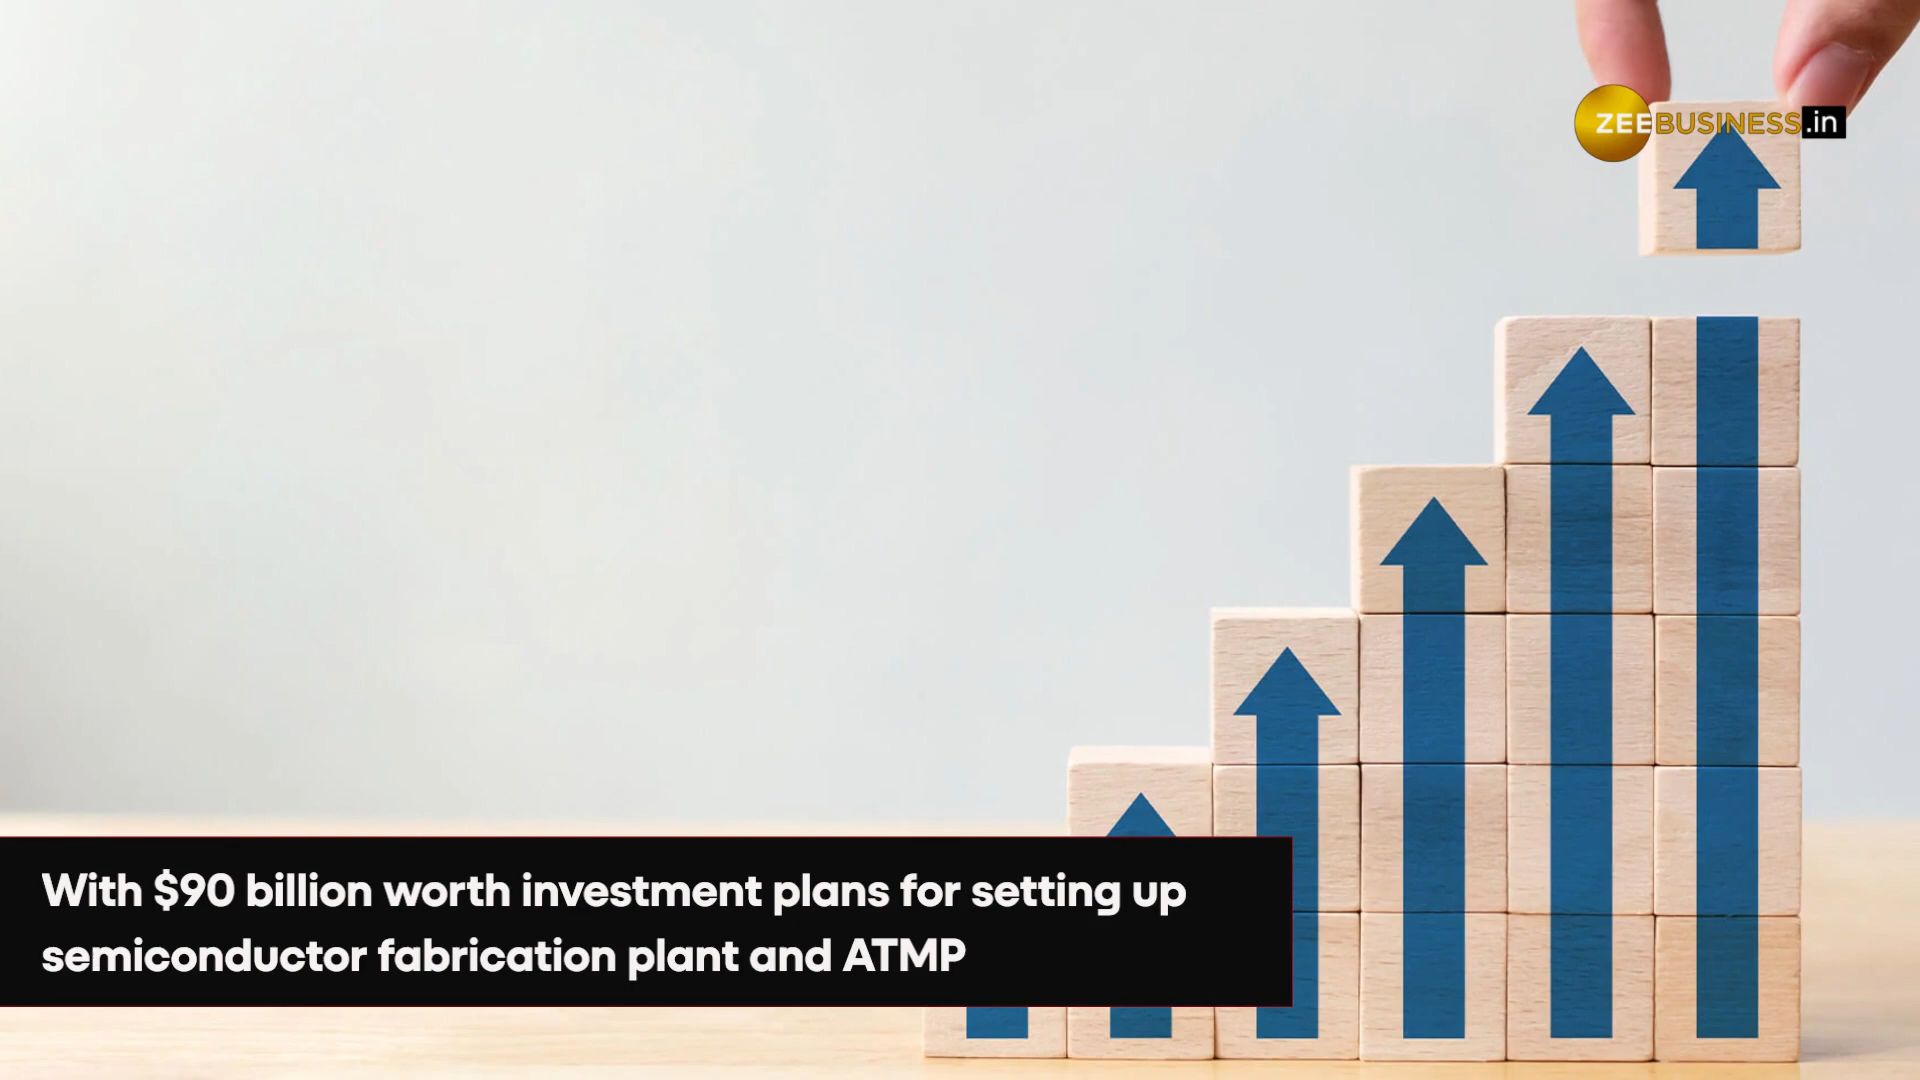 ZEEBUSINESS.in
With $90 billion worth investment plans for setting up
semiconductor fabrication plant and ATMP